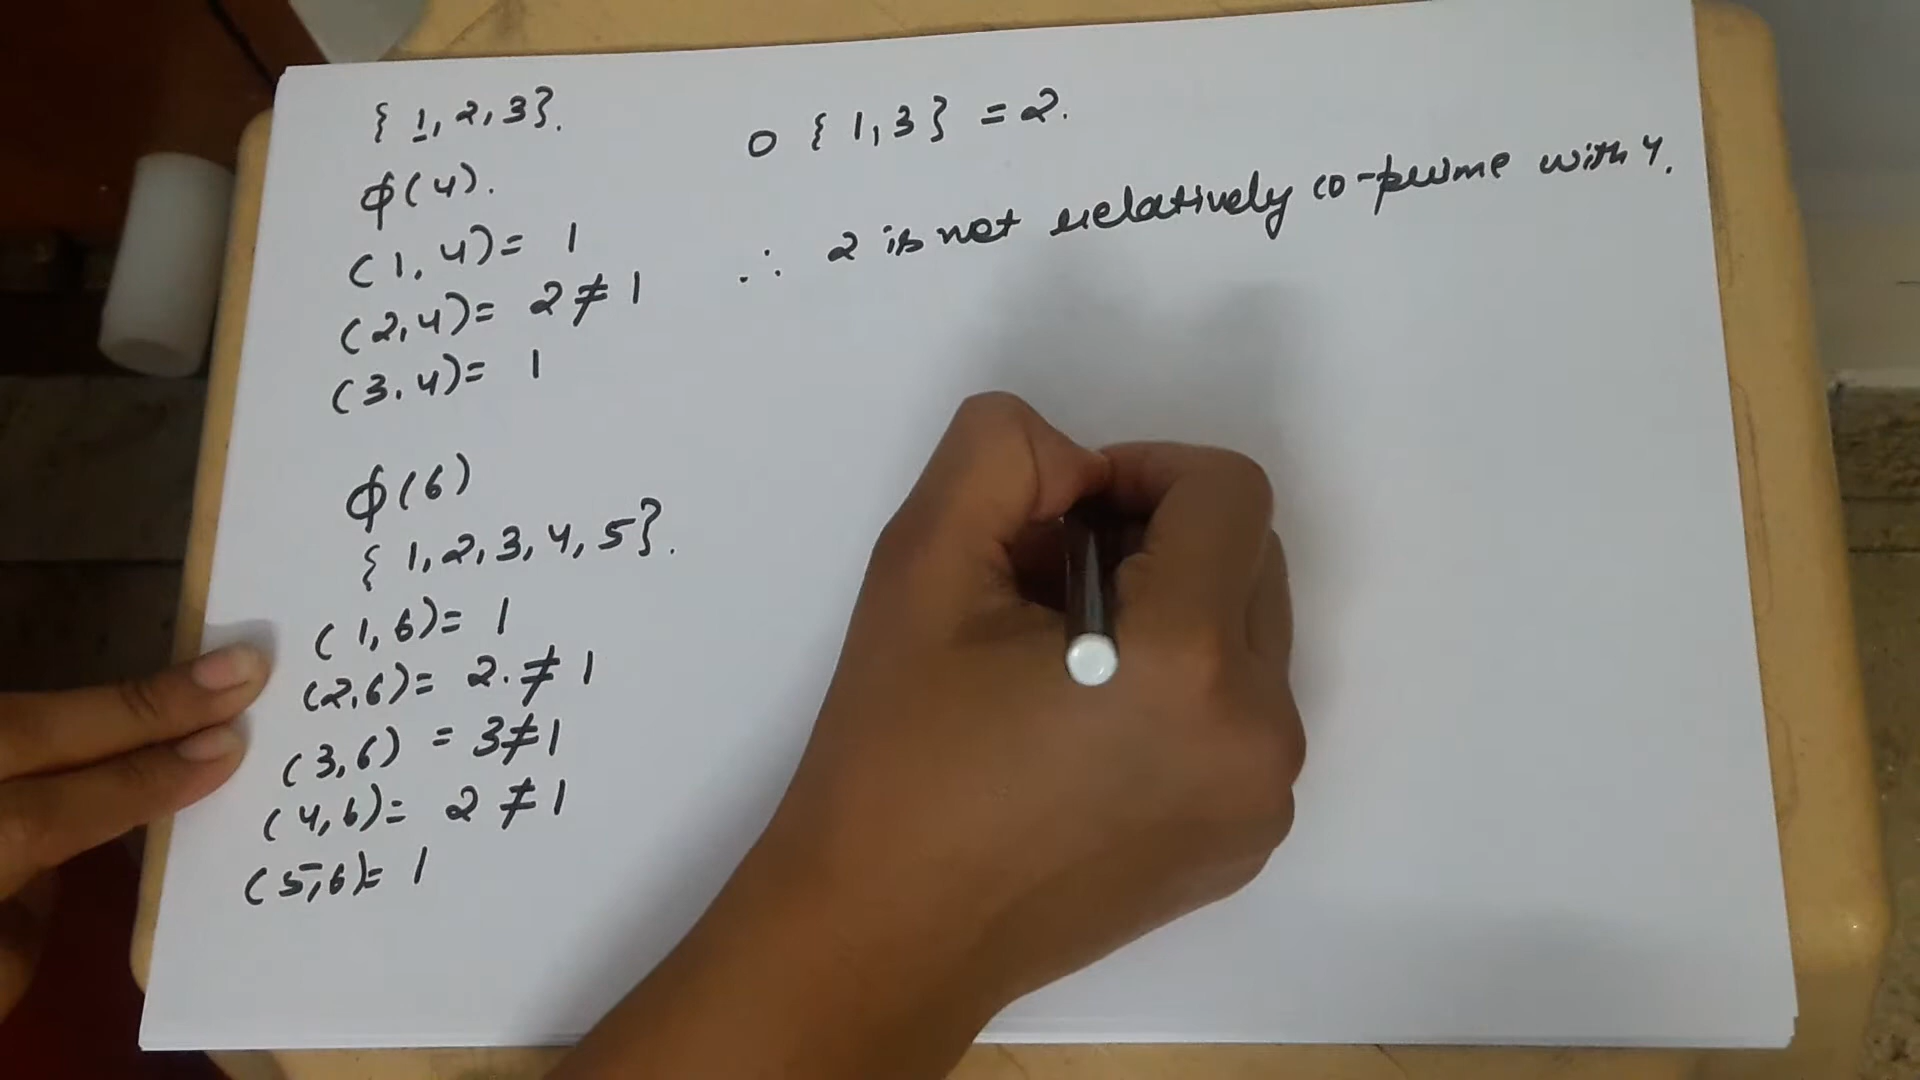 { 1, 2, 3}.
O { 1, 3 } = 2.
ϕ(4).
(1, 4) = 1
∴ 2 is not relatively co-prime with 4.
(2, 4) = 2 ≠ 1
(3, 4) = 1
ϕ(6)
{ 1, 2, 3, 4, 5}.
(1, 6) = 1
(2, 6) = 2. ≠ 1
(3, 6) = 3 ≠ 1
(4, 6) = 2 ≠ 1
(5, 6) = 1